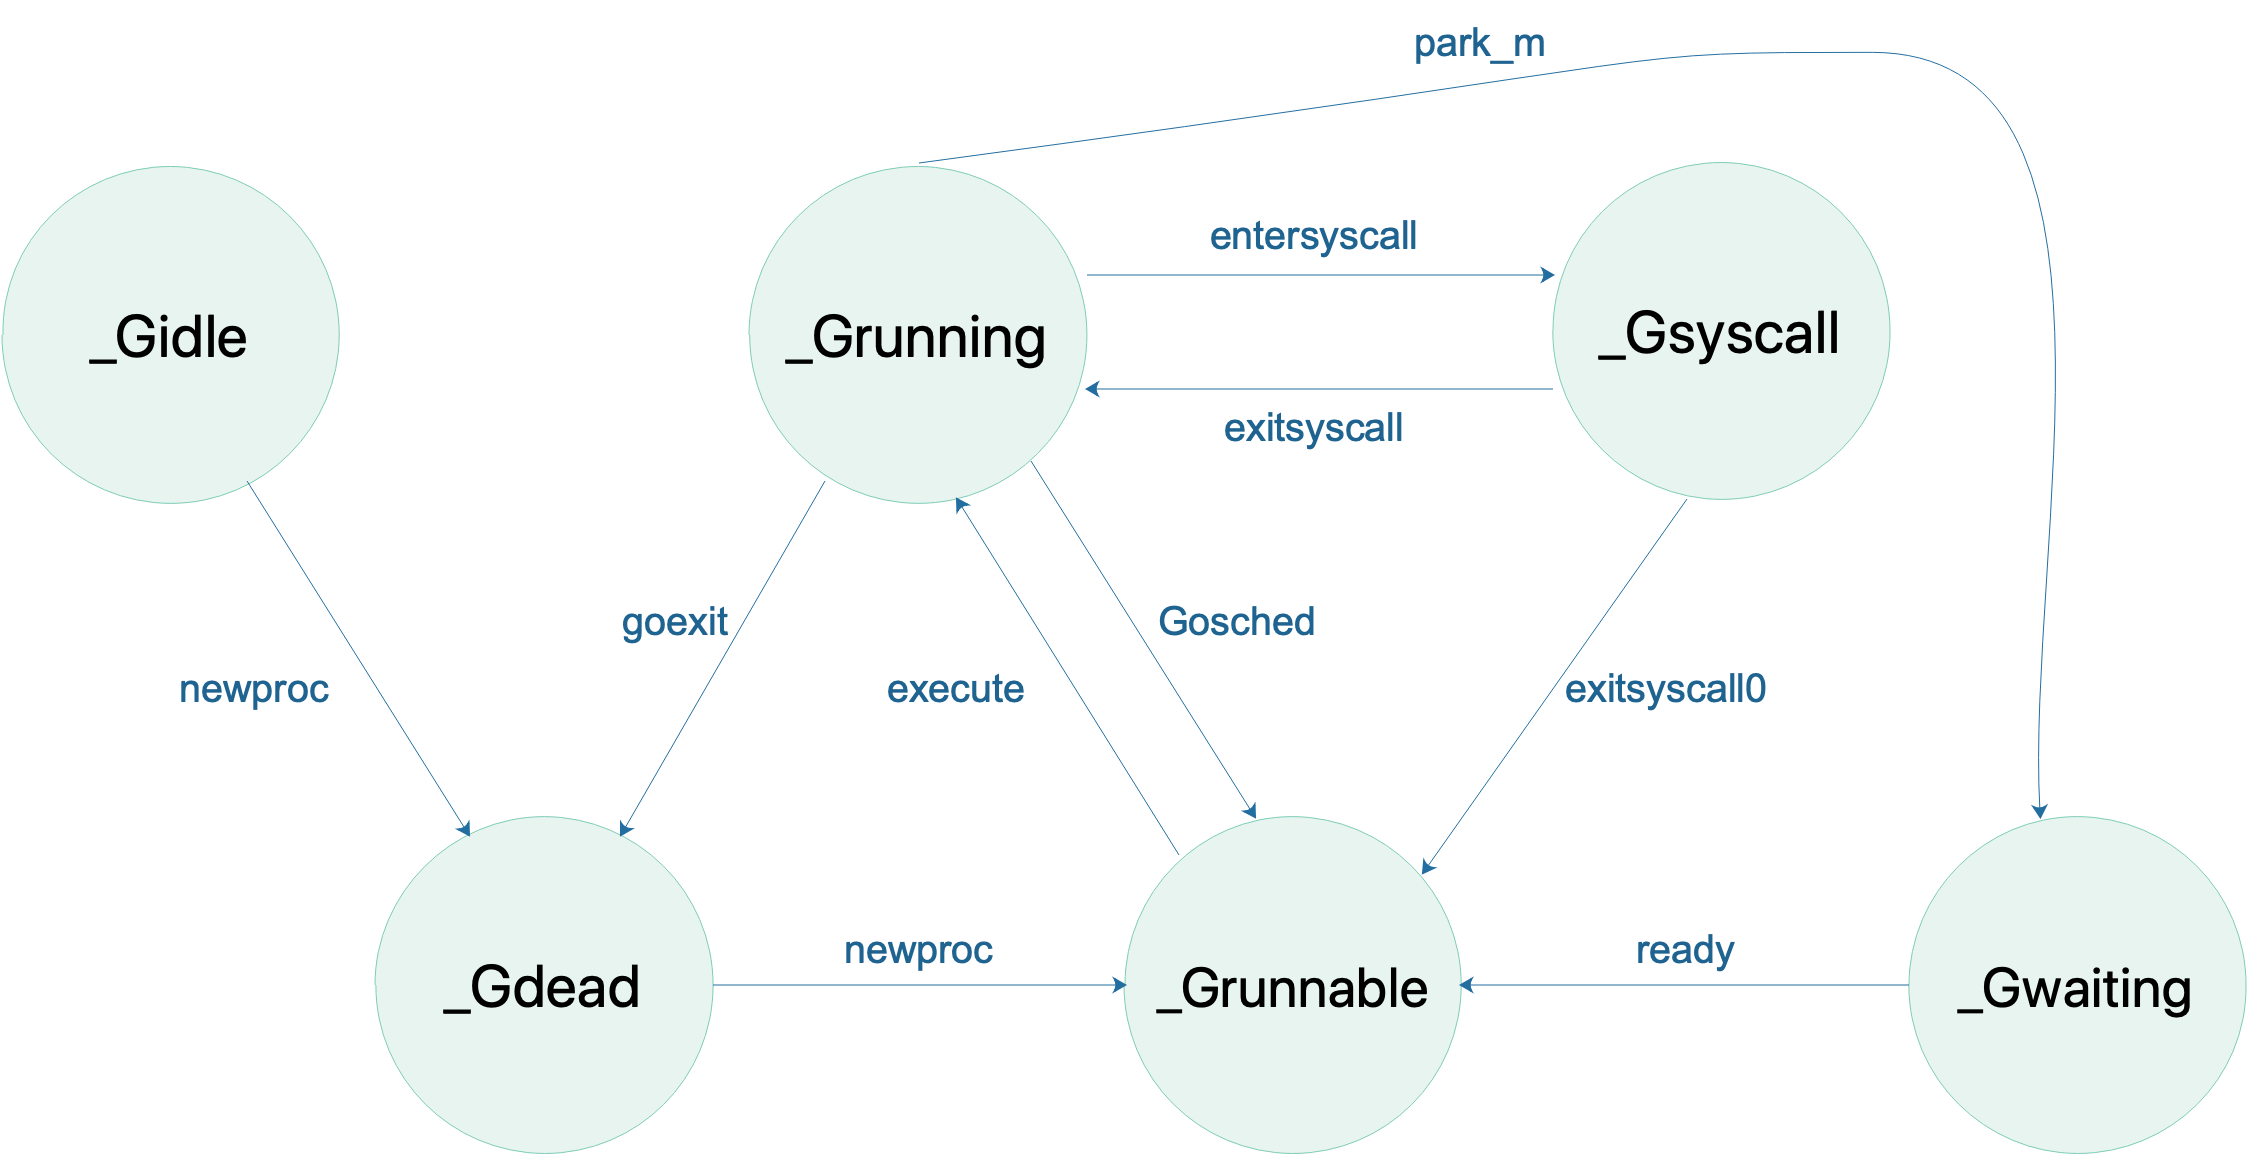 park_m
entersyscall
_Gidle
_Grunning
_Gsyscall
exitsyscall
goexit
Gosched
newproc
execute
exitsyscall0
newproc
ready
_Gdead
_Grunnable
_Gwaiting